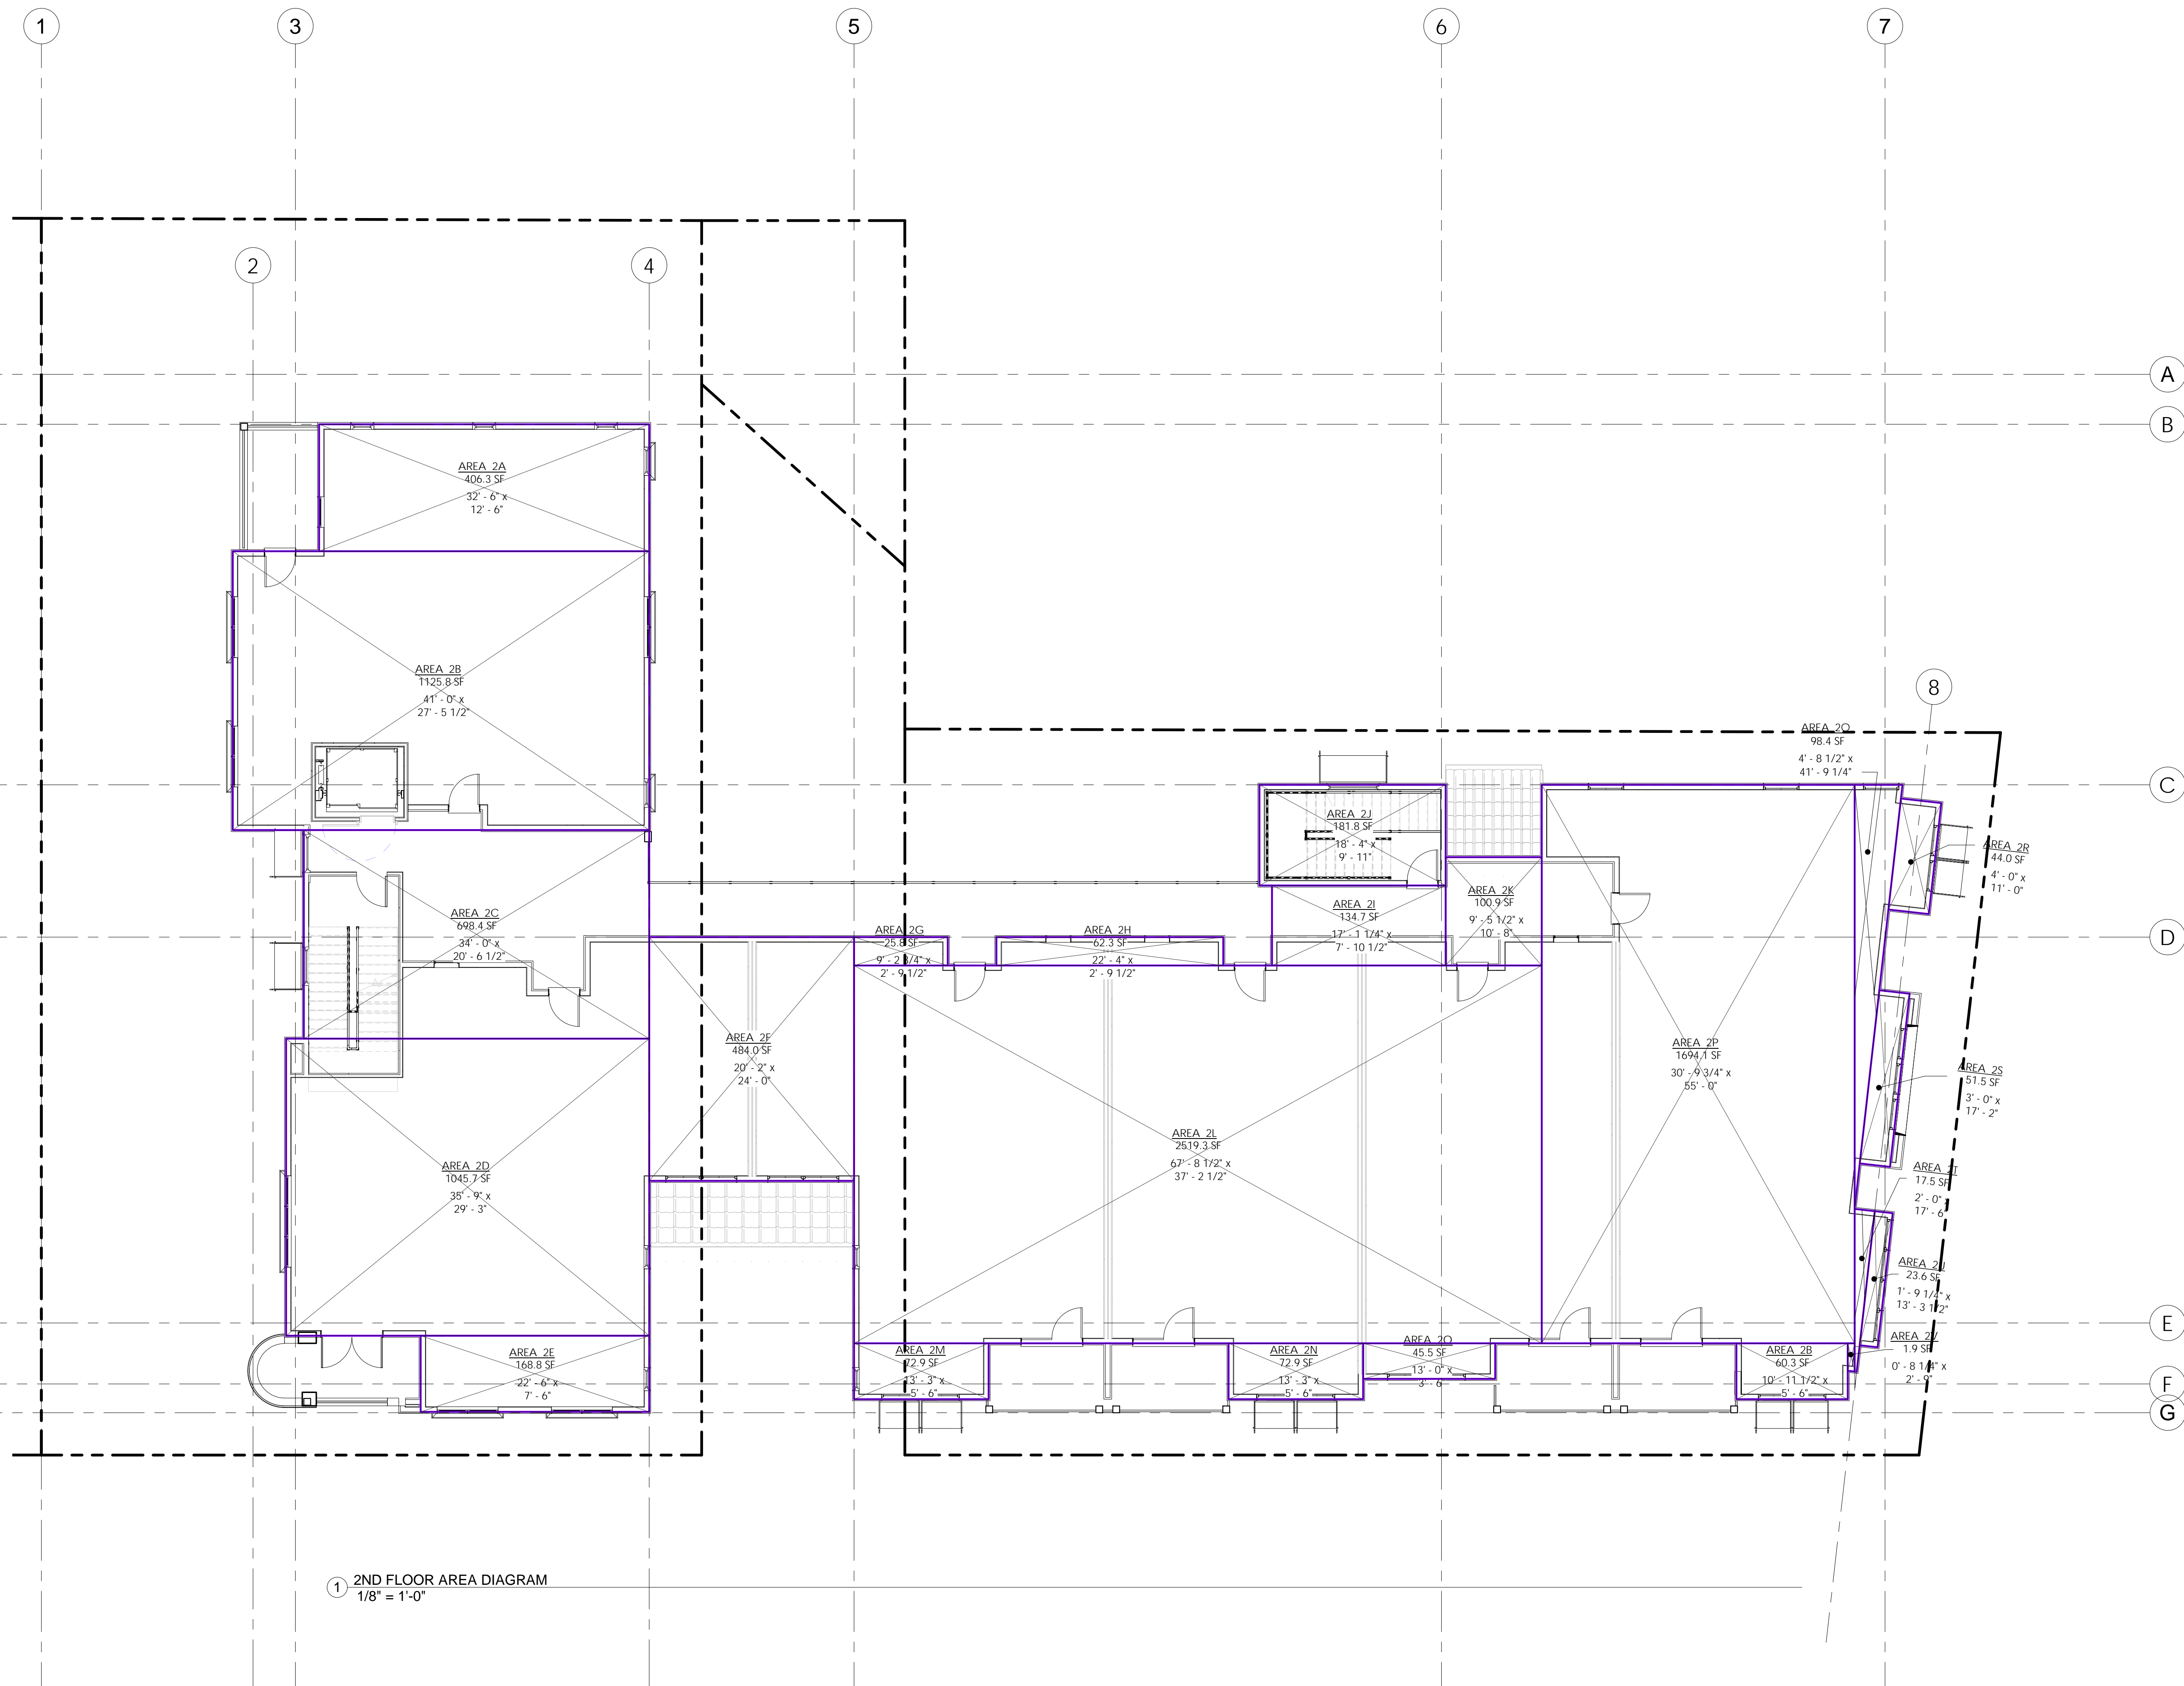 1
3
5
6
7
2
4
A
B
AREA 2A
406.3 SF
32' - 6" x
12' - 6"
AREA 2B
1125.8 SF
41' - 0" x
27' - 5 1/2"
8
AREA 2Q
98.4 SF
4' - 8 1/2" x
41' - 9 1/4"
C
AREA 2J
181.8 SF
18' - 4" x
9' - 11"
AREA 2R
44.0 SF
4' - 0" x
11' - 0"
AREA 2K
100.9 SF
9' - 5 1/2" x
10' - 8"
AREA 2I
134.7 SF
17' - 1 1/4" x
7' - 10 1/2"
AREA 2C
698.4 SF
34' - 0" x
20' - 6 1/2"
AREA 2G
25.8 SF
9' - 2 3/4" x
2' - 9 1/2"
AREA 2H
62.3 SF
22' - 4" x
2' - 9 1/2"
D
AREA 2F
484.0 SF
20' - 2" x
24' - 0"
AREA 2P
1694.1 SF
30' - 9 3/4" x
55' - 0"
AREA 2S
51.5 SF
3' - 0" x
17' - 2"
AREA 2L
2519.3 SF
67' - 8 1/2" x
37' - 2 1/2"
AREA 2D
1045.7 SF
35' - 9" x
29' - 3"
AREA 2T
17.5 SF
2' - 0" x
17' - 6"
AREA 2U
23.6 SF
1' - 9 1/4" x
13' - 3 1/2"
E
AREA 2E
168.8 SF
22' - 6" x
7' - 6"
AREA 2M
72.9 SF
13' - 3" x
5' - 6"
AREA 2N
72.9 SF
13' - 3" x
5' - 6"
AREA 2O
45.5 SF
13' - 0" x
3' - 6"
AREA 2B
60.3 SF
10' - 11 1/2" x
5' - 6"
AREA 2V
1.9 SF
0' - 8 1/4" x
2' - 9"
F
G
1
2ND FLOOR AREA DIAGRAM
1/8" = 1'-0"